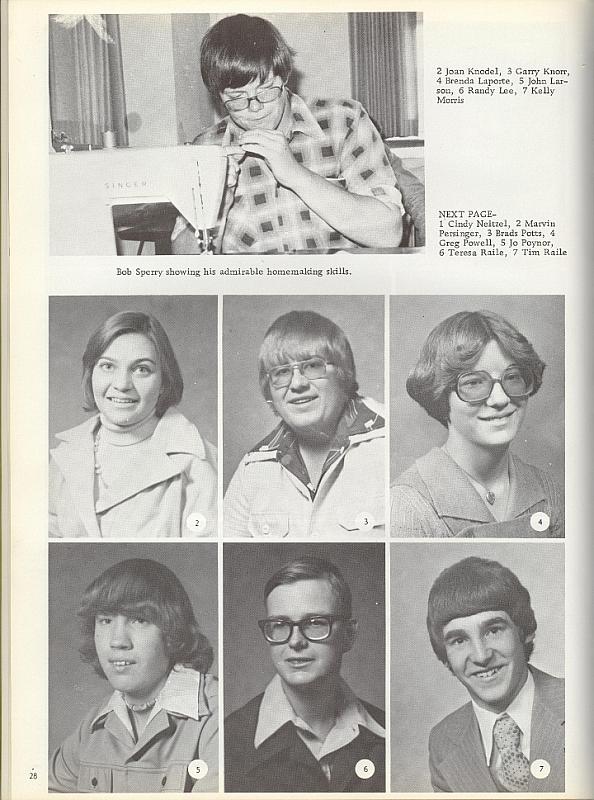 2 Joan Knodel, 3 Garry Knorr,
4 Brenda Laporte, 5 John Lar-
son, 6 Randy Lee, 7 Kelly
Morris
SINGER
NEXT PAGE-
1 Cindy Neitzel, 2 Marvin
Persinger, 3 Brads Potts, 4
Greg Powell, 5 Jo Poynor,
6 Teresa Raile, 7 Tim Raile
Bob Sperry showing his admirable homemaking skills.
2
3
4
5
6
7
28